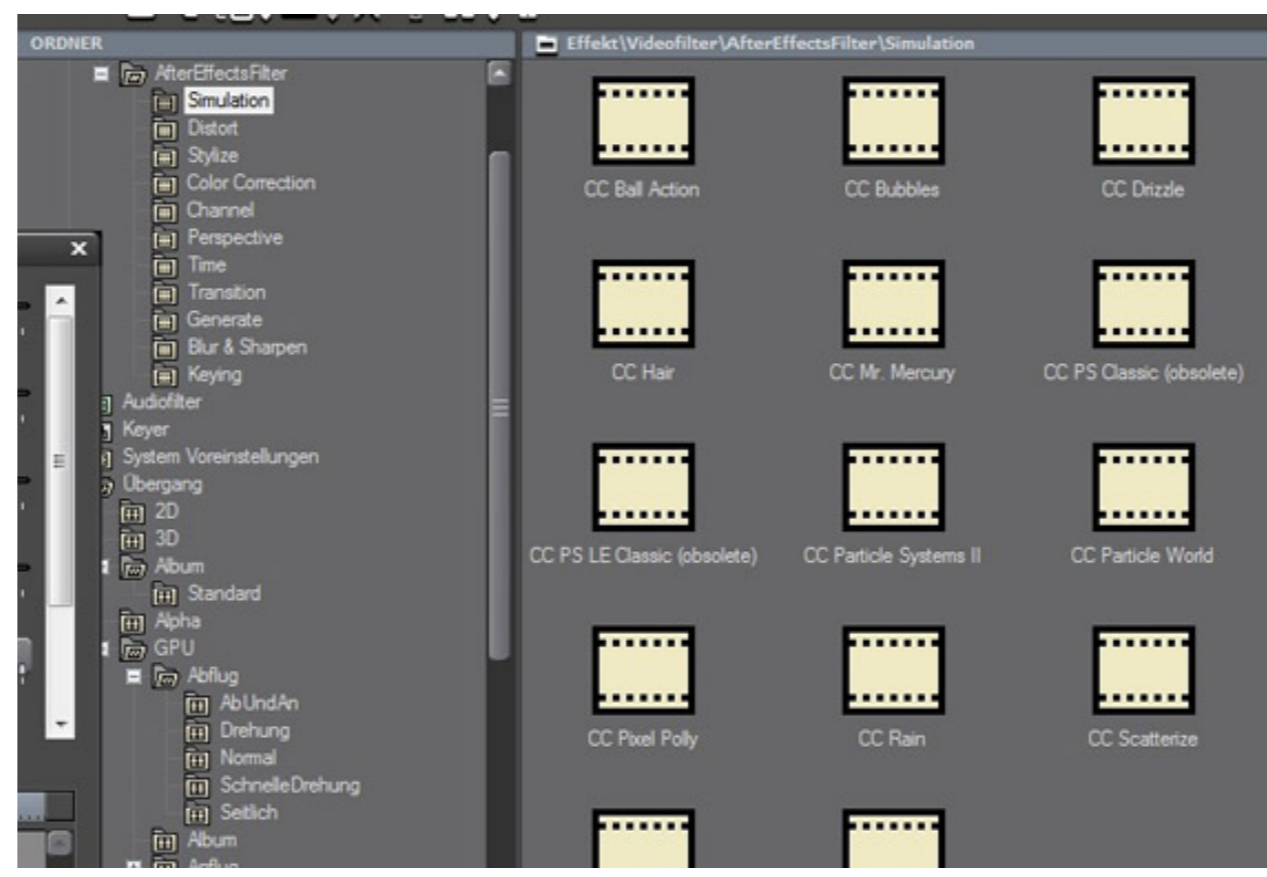 ORDNER
AfterEffectsFilter
Simulation
Distort
Stylize
Color Correction
Channel
Perspective
Time
Transition
Generate
Blur & Sharpen
Keying
Audiofilter
Keyer
System Voreinstellungen
Übergang
2D
3D
Album
Standard
Alpha
GPU
Abflug
AbUndAn
Drehung
Normal
SchnelleDrehung
Seitlich
Album
Anflug
Effekt\Videofilter\AfterEffectsFilter\Simulation
CC Ball Action
CC Bubbles
CC Drizzle
CC Hair
CC Mr. Mercury
CC PS Classic (obsolete)
CC PS LE Classic (obsolete)
CC Particle Systems II
CC Particle World
CC Pixel Polly
CC Rain
CC Scatterize